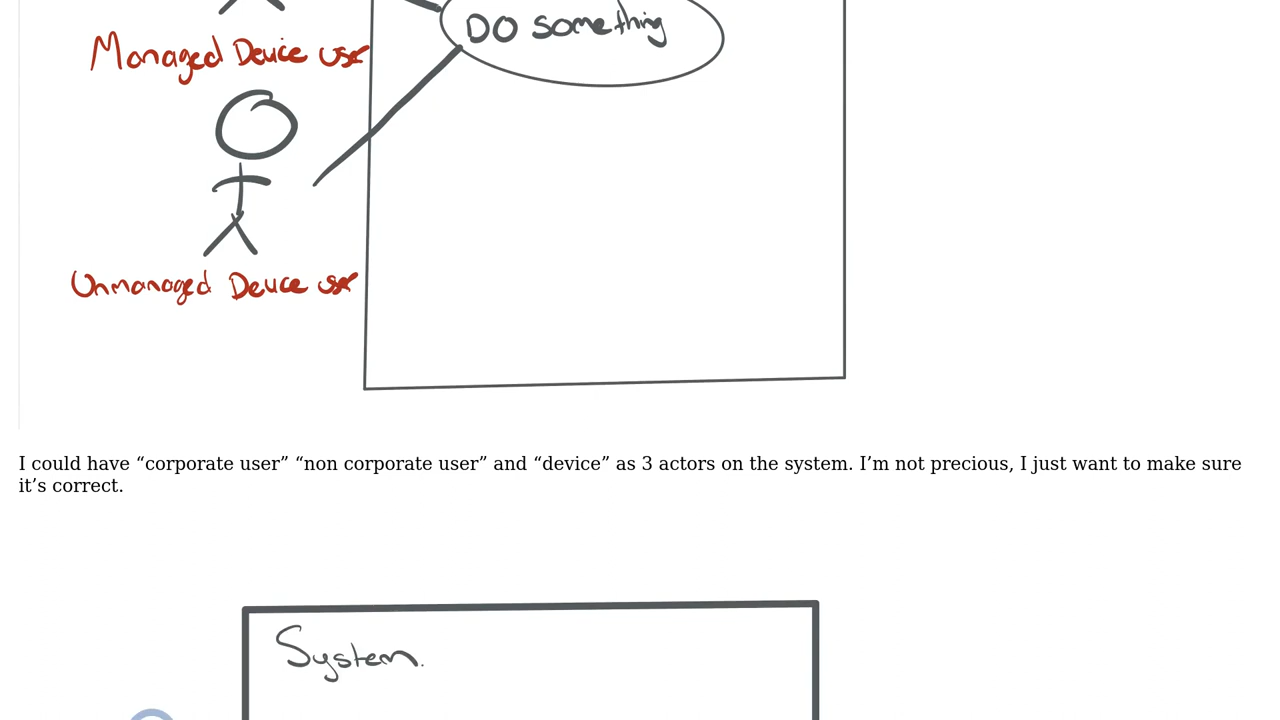 DO something
Managed Device user
Unmanaged Device user
I could have “corporate user” “non corporate user” and “device” as 3 actors on the system. I’m not precious, I just want to make sure
it’s correct.
System.